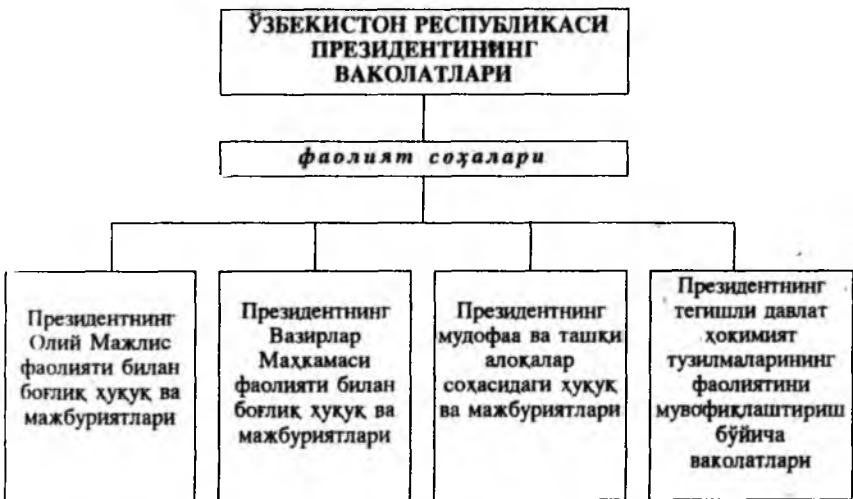 ЎЗБЕКИСТОН РЕСПУБЛИКАСИ
ПРЕЗИДЕНТИНИНГ
ВАКОЛАТЛАРИ
фаолият соҳалари
Президентнинг
Олий Мажлис
фаолияти билан
боғлиқ ҳуқуқ ва
мажбуриятлари
Президентнинг
Вазирлар
Маҳкамаси
фаолияти билан
боғлиқ ҳуқуқ ва
мажбуриятлари
Президентнинг
мудофаа ва ташқи
алоқалар
соҳасидаги ҳуқуқ
ва мажбуриятлари
Президентнинг
тегишли давлат
ҳокимият
тузилмаларининг
фаолиятини
мувофиқлаштириш
бўйича
ваколатлари